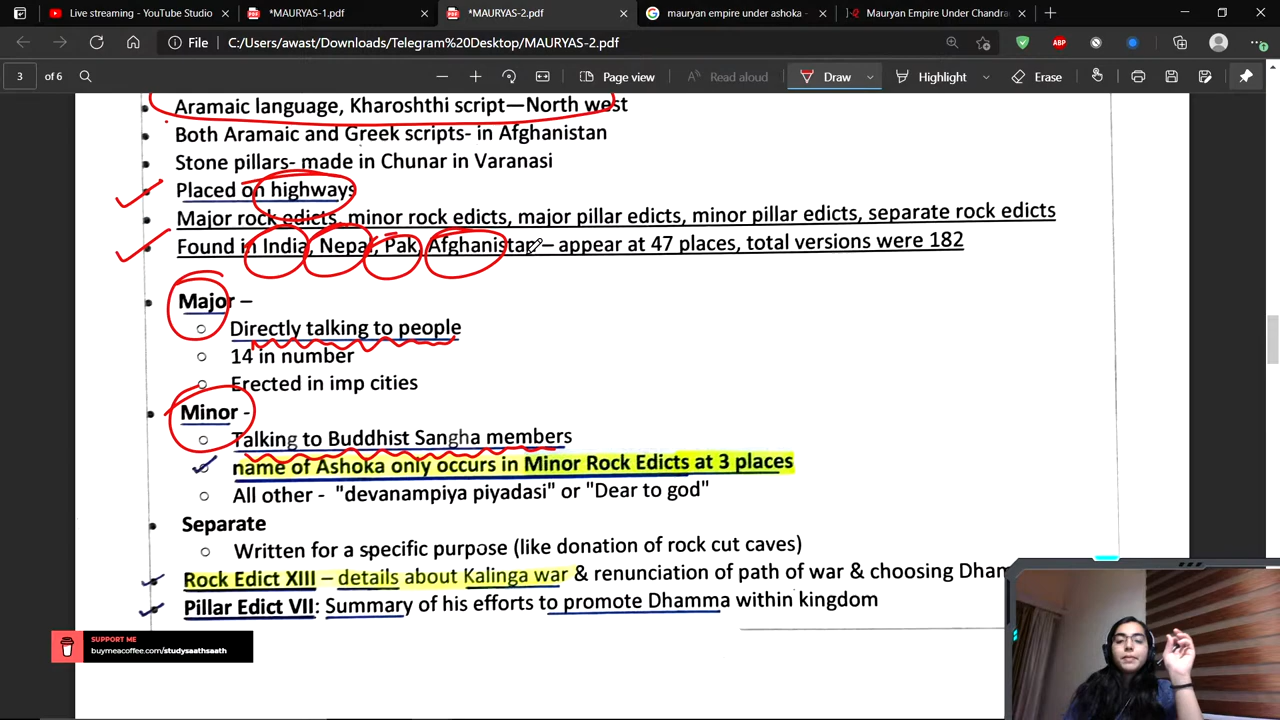 Live streaming - YouTube Studio
*MAURYAS-1.pdf
*MAURYAS-2.pdf
mauryan empire under ashoka -
Mauryan Empire Under Chandra
File
C:/Users/awast/Downloads/Telegram%20Desktop/MAURYAS-2.pdf
3 of 6
Page view
Read aloud
Draw
Highlight
Erase
Aramaic language, Kharoshthi script—North west
Both Aramaic and Greek scripts- in Afghanistan
Stone pillars- made in Chunar in Varanasi
Placed on highways
Major rock edicts, minor rock edicts, major pillar edicts, minor pillar edicts, separate rock edicts
Found in India, Nepal, Pak, Afghanistan – appear at 47 places, total versions were 182
Major –
Directly talking to people
14 in number
Erected in imp cities
Minor -
Talking to Buddhist Sangha members
name of Ashoka only occurs in Minor Rock Edicts at 3 places
All other - "devanampiya piyadasi" or "Dear to god"
Separate
Written for a specific purpose (like donation of rock cut caves)
Rock Edict XIII – details about Kalinga war & renunciation of path of war & choosing Dham
Pillar Edict VII: Summary of his efforts to promote Dhamma within kingdom
SUPPORT ME
buymeacoffee.com/studysaathsaath